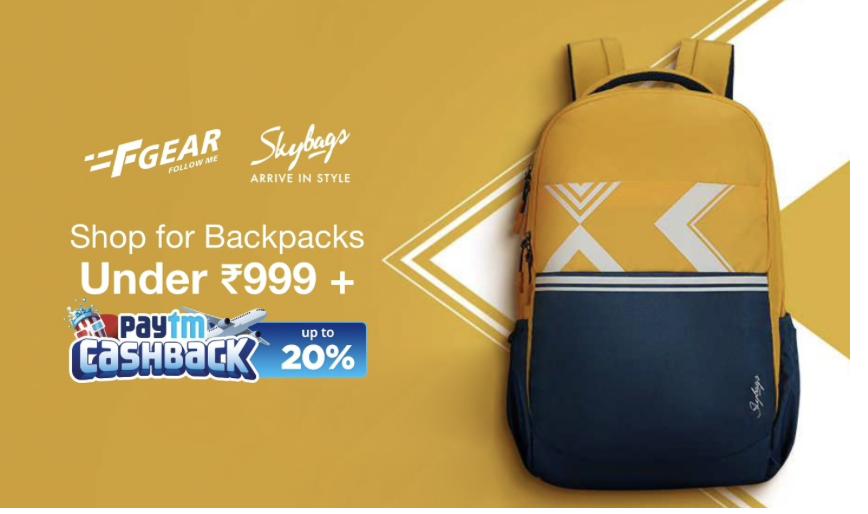 FGEAR
FOLLOW ME
Skybags
ARRIVE IN STYLE
Shop for Backpacks
Under ₹999 +
PAYTM
CASHBACK
up to
20%
Skybags